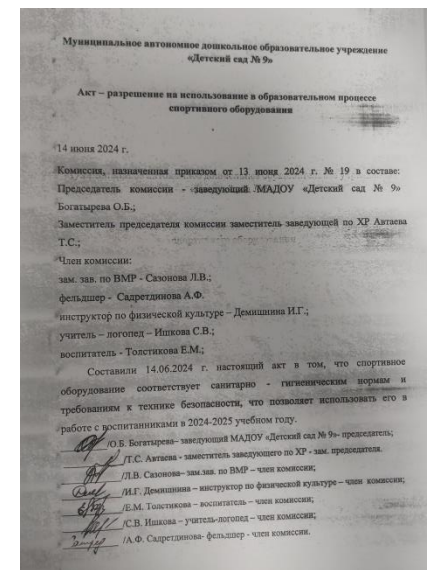 Муниципальное автономное дошкольное образовательное учреждение
«Детский сад № 9»
Акт – разрешение на использование в образовательном процессе
спортивного оборудования
14 июня 2024 г.
Комиссия, назначенная приказом от 13 июня 2024 г. № 19 в составе:
Председатель комиссии - заведующий МАДОУ «Детский сад № 9»
Богатырева О.Б.;
Заместитель председателя комиссии заместитель заведующей по ХР Автаева
Т.С.;
Член комиссии:
зам. зав. по ВМР - Сазонова Л.В.;
фельдшер - Садретдинова А.Ф.
инструктор по физической культуре – Демишнина И.Г.;
учитель – логопед – Ишкова С.В.;
воспитатель - Толстикова Е.М.;
Составили 14.06.2024 г. настоящий акт в том, что спортивное
оборудование соответствует санитарно - гигиеническим нормам и
требованиям к технике безопасности, что позволяет использовать его в
работе с воспитанниками в 2024-2025 учебном году.
/О.Б. Богатырева– заведующий МАДОУ «Детский сад № 9»- председатель;
/Т.С. Автаева - заместитель заведующего по ХР - зам. председателя.
/Л.В. Сазонова– зам.зав. по ВМР – член комиссии;
/И.Г. Демишнина – инструктор по физической культуре – член комиссии;
/Е.М. Толстикова – воспитатель – член комиссии;
/С.В. Ишкова – учитель-логопед – член комиссии;
/А.Ф. Садретдинова- фельдшер - член комиссии.